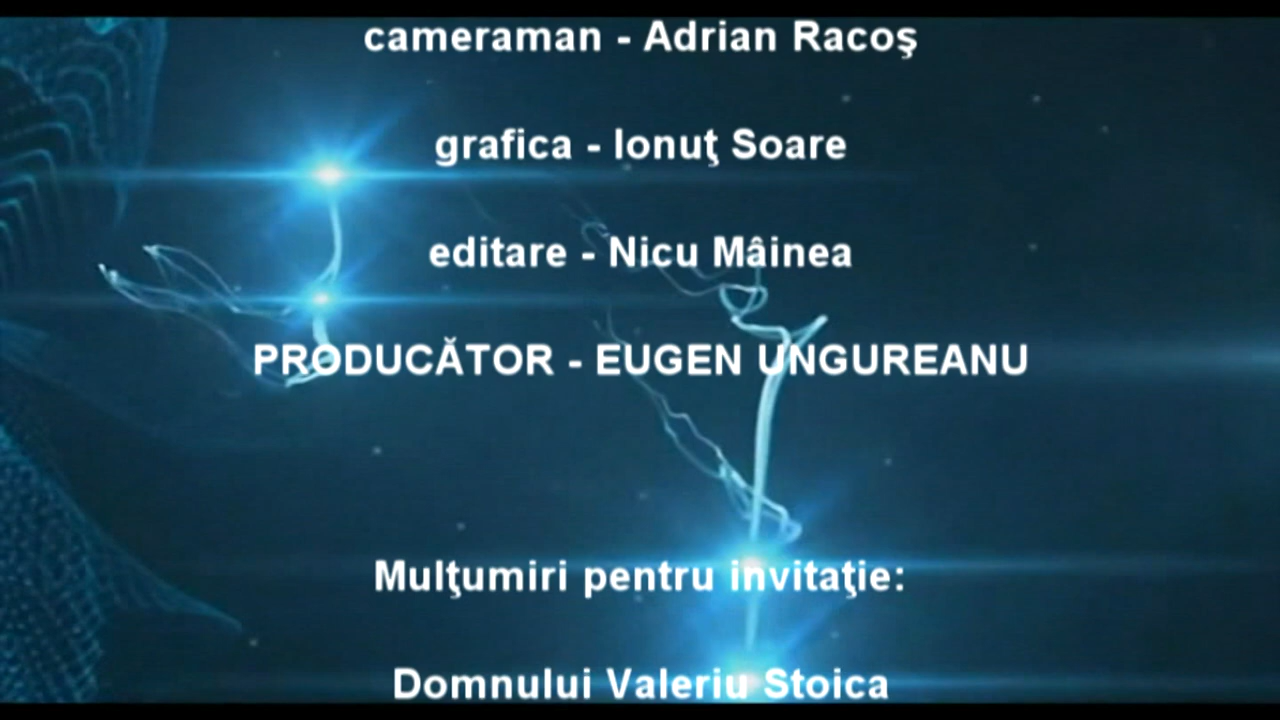 cameraman - Adrian Racoş
grafica - Ionuţ Soare
editare - Nicu Mâinea
PRODUCĂTOR - EUGEN UNGUREANU
Mulţumiri pentru invitaţie:
Domnului Valeriu Stoica